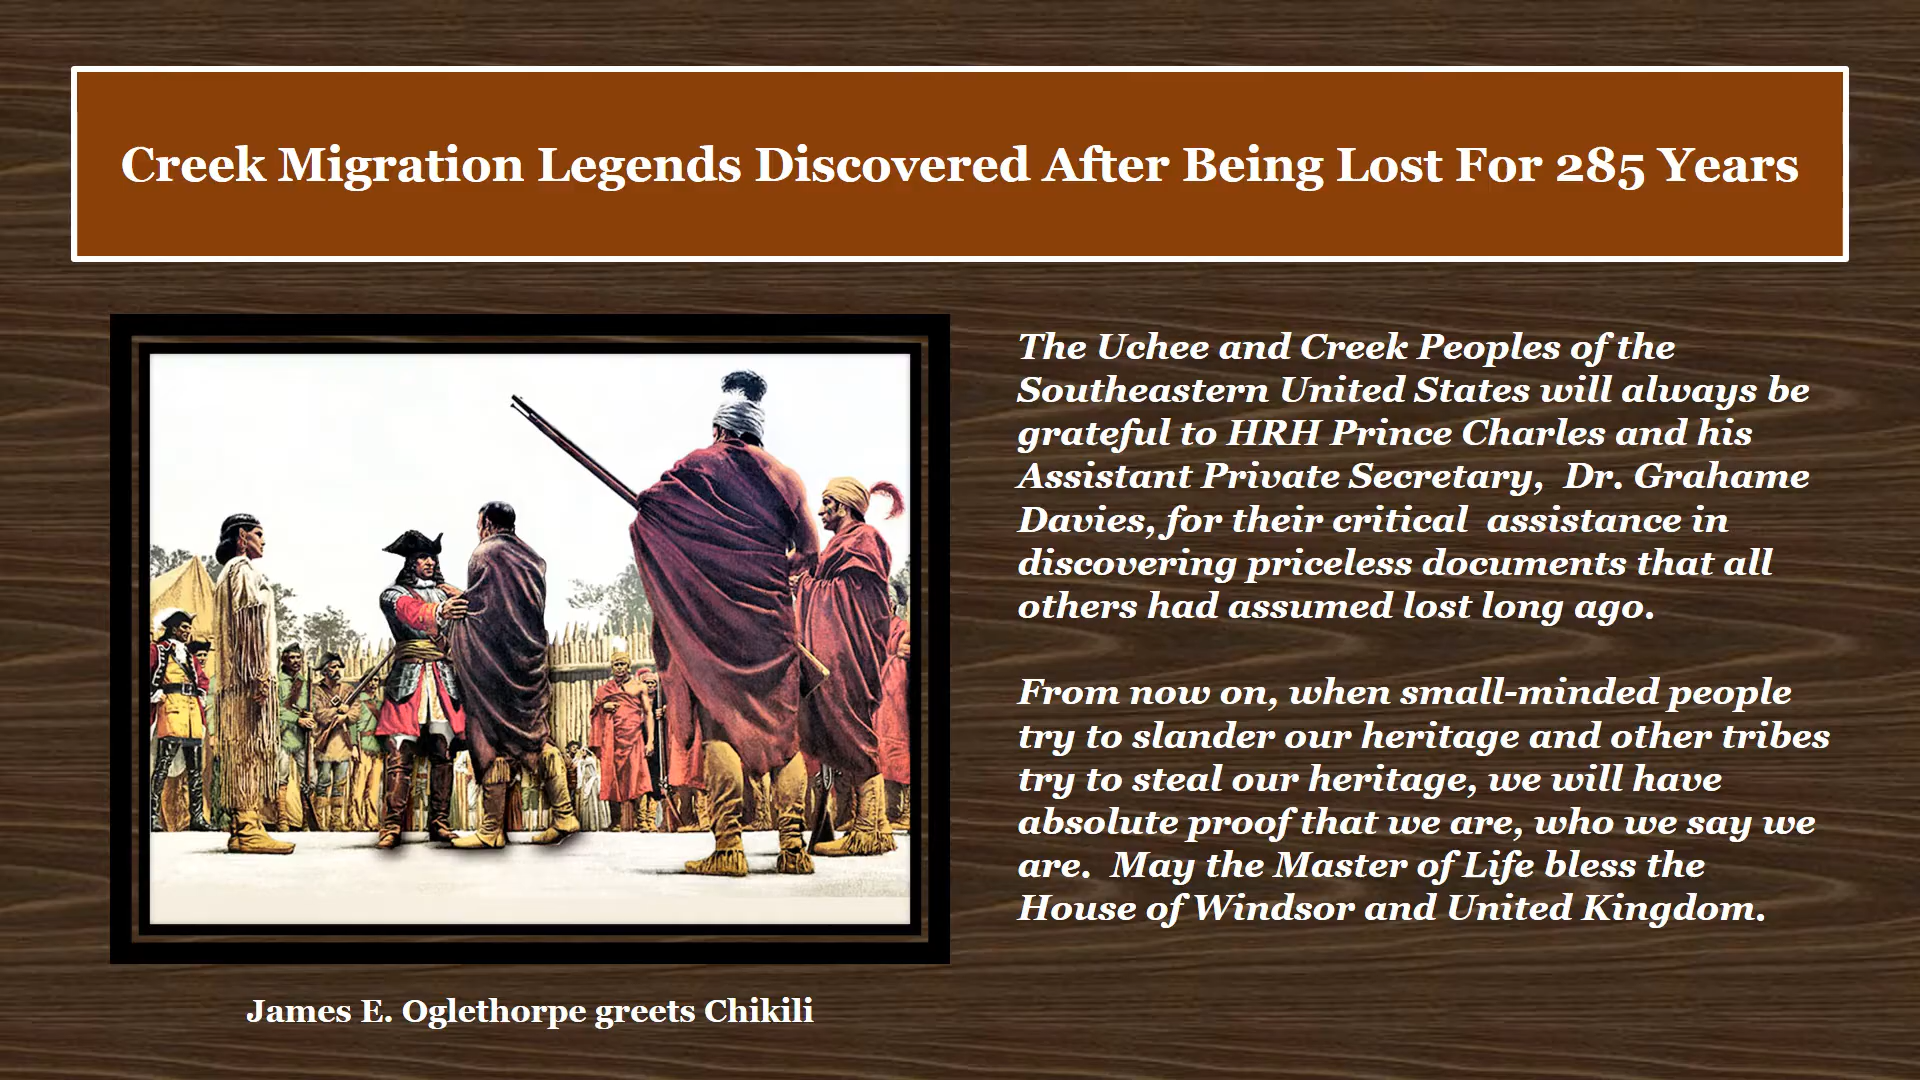 Creek Migration Legends Discovered After Being Lost For 285 Years
The Uchee and Creek Peoples of the
Southeastern United States will always be
grateful to HRH Prince Charles and his
Assistant Private Secretary,  Dr. Grahame
Davies, for their critical  assistance in
discovering priceless documents that all
others had assumed lost long ago.
From now on, when small-minded people
try to slander our heritage and other tribes
try to steal our heritage, we will have
absolute proof that we are, who we say we
are.  May the Master of Life bless the
House of Windsor and United Kingdom.
James E. Oglethorpe greets Chikili